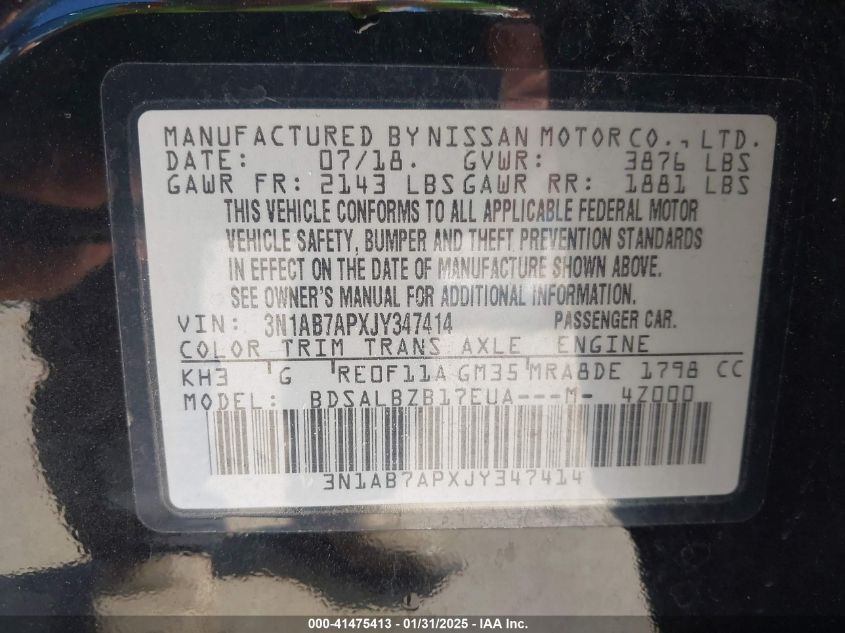 MANUFACTURED BY NISSAN MOTOR CO., LTD.
DATE: 07/18. GVWR: 3876 LBS
GAWR FR: 2143 LBS GAWR RR: 1881 LBS
THIS VEHICLE CONFORMS TO ALL APPLICABLE FEDERAL MOTOR
VEHICLE SAFETY, BUMPER AND THEFT PREVENTION STANDARDS
IN EFFECT ON THE DATE OF MANUFACTURE SHOWN ABOVE.
SEE OWNER'S MANUAL FOR ADDITIONAL INFORMATION.
VIN: 3N1AB7APXJY347414 PASSENGER CAR.
COLOR TRIM TRANS AXLE ENGINE
KH3 G RE0F11A GM35 MRA8DE 1798 CC
MODEL: BDSALBZB17EUA---M- 4Z000
3N1AB7APXJY347414
000-41475413 - 01/31/2025 - IAA Inc.